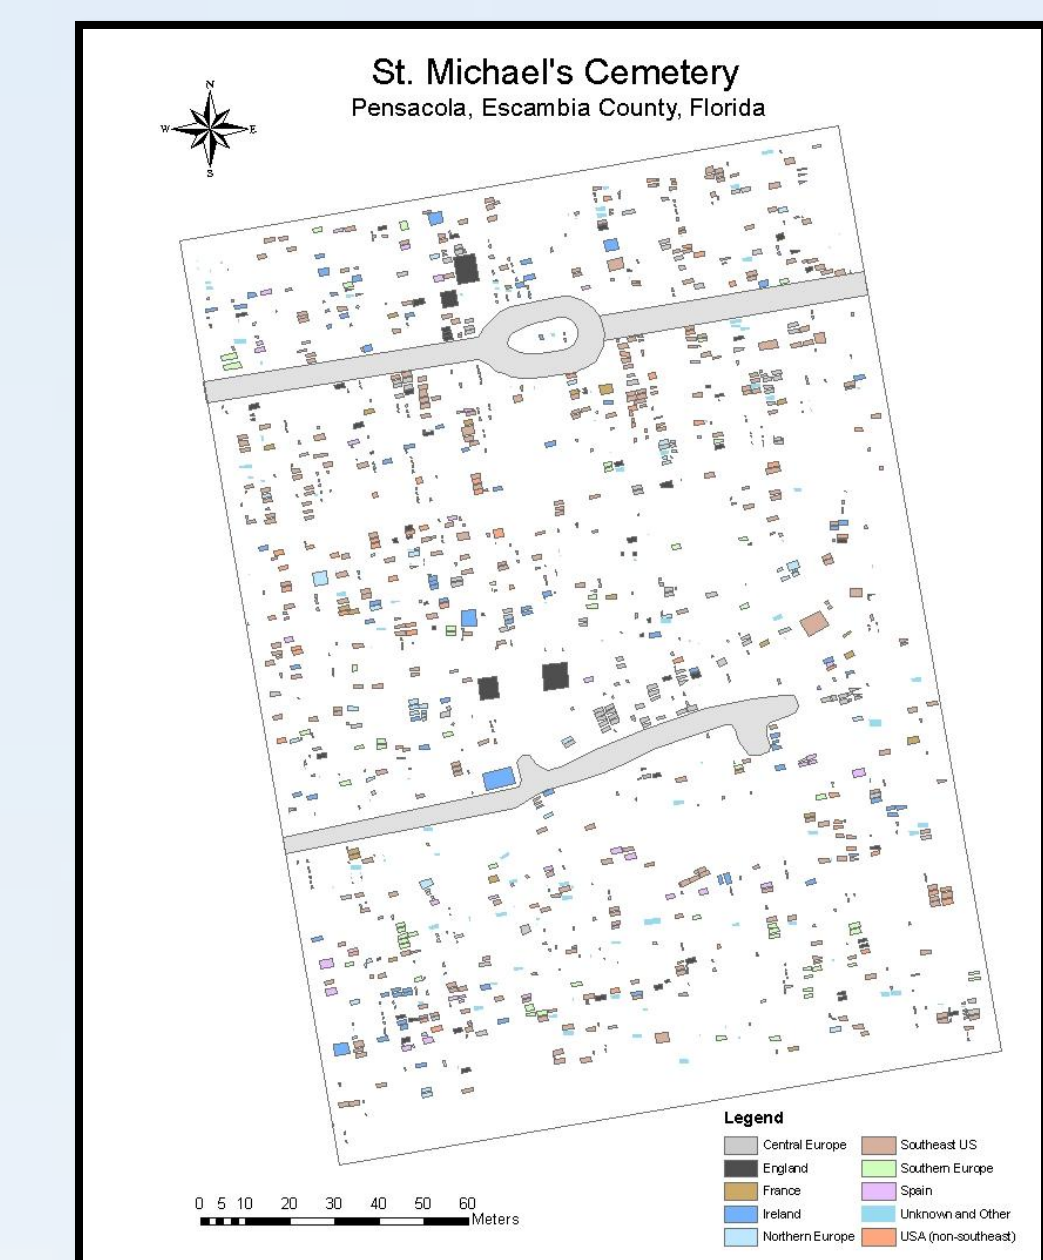 St. Michael's Cemetery
Pensacola, Escambia County, Florida
N
W E
S
Legend
Central Europe
England
France
Ireland
Northern Europe
Southeast US
Southern Europe
Spain
Unknown and Other
USA (non-southeast)
0 5 10 20 30 40 50 60
Meters